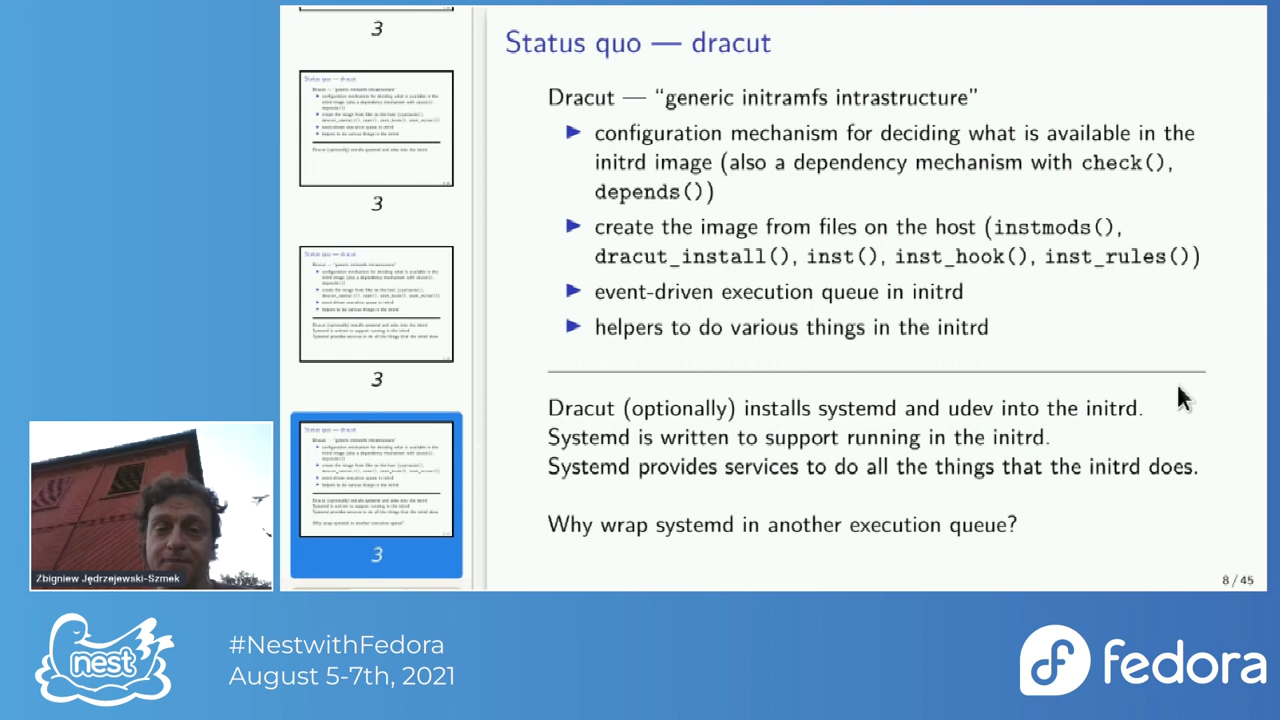 3
3
3
3
Status quo — dracut
Dracut — “generic initramfs intrastructure”
configuration mechanism for deciding what is available in the
initrd image (also a dependency mechanism with check(),
depends())
create the image from files on the host (instmods(),
dracut_install(), inst(), inst_hook(), inst_rules())
event-driven execution queue in initrd
helpers to do various things in the initrd
Dracut (optionally) installs systemd and udev into the initrd.
Systemd is written to support running in the initrd.
Systemd provides services to do all the things that the initrd does.
Why wrap systemd in another execution queue?
8 / 45
Zbigniew Jędrzejewski-Szmek
nest
#NestwithFedora
August 5-7th, 2021
fedora